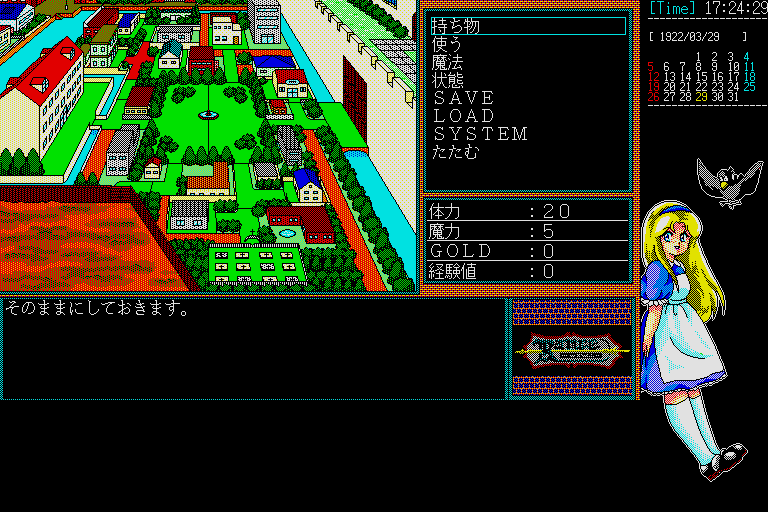 [Time] 17:24:29
[ 1922/03/29 ]
1 2 3 4
5 6 7 8 9 10 11
12 13 14 15 16 17 18
19 20 21 22 23 24 25
26 27 28 29 30 31
持ち物
使う
魔法
状態
ＳＡＶＥ
ＬＯＡＤ
ＳＹＳＴＥＭ
たたむ
体力 ：２０
魔力 ：５
ＧＯＬＤ ：０
経験値 ：０
そのままにしておきます。